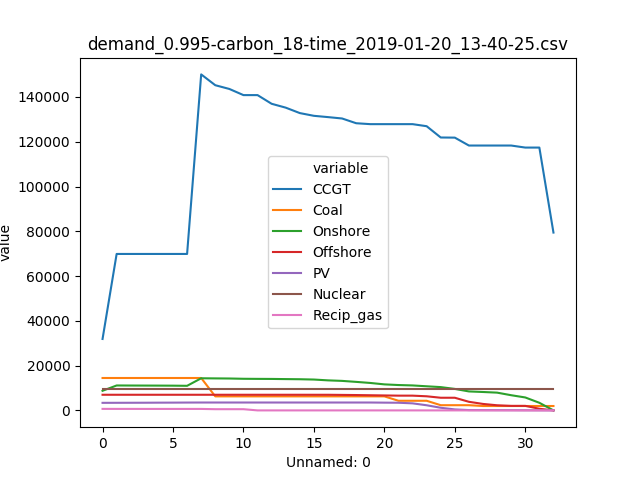 demand_0.995-carbon_18-time_2019-01-20_13-40-25.csv
value
140000
120000
100000
80000
60000
40000
20000
0
variable
CCGT
Coal
Onshore
Offshore
PV
Nuclear
Recip_gas
0 5 10 15 20 25 30
Unnamed: 0